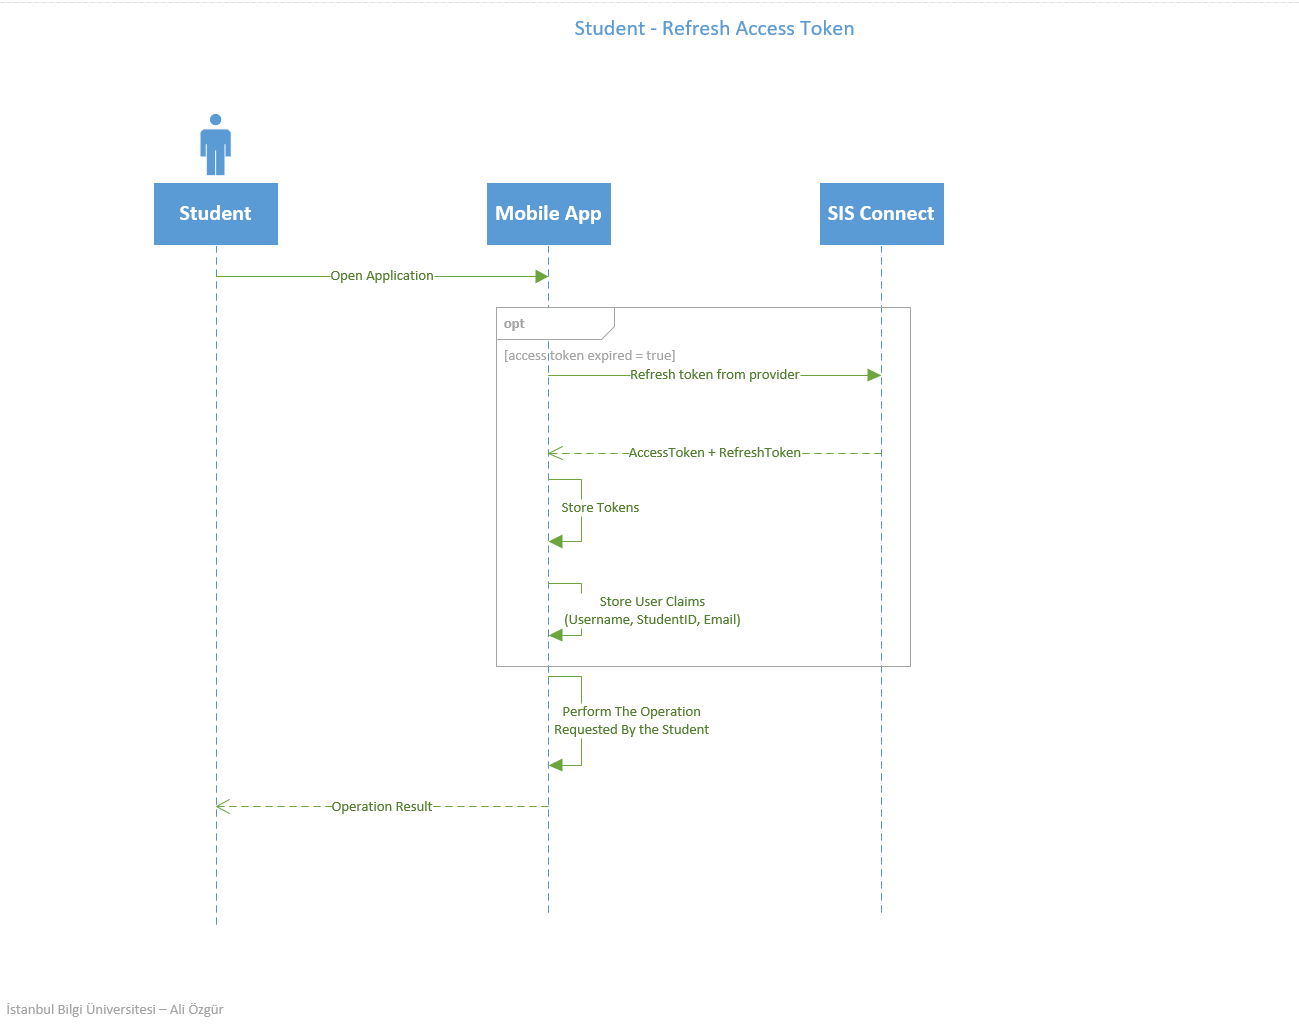 Student - Refresh Access Token
Student
Mobile App
SIS Connect
Open Application
opt
[access token expired = true]
Refresh token from provider
AccessToken + RefreshToken
Store Tokens
Store User Claims
(Username, StudentID, Email)
Perform The Operation
Requested By the Student
Operation Result
İstanbul Bilgi Üniversitesi – Ali Özgür